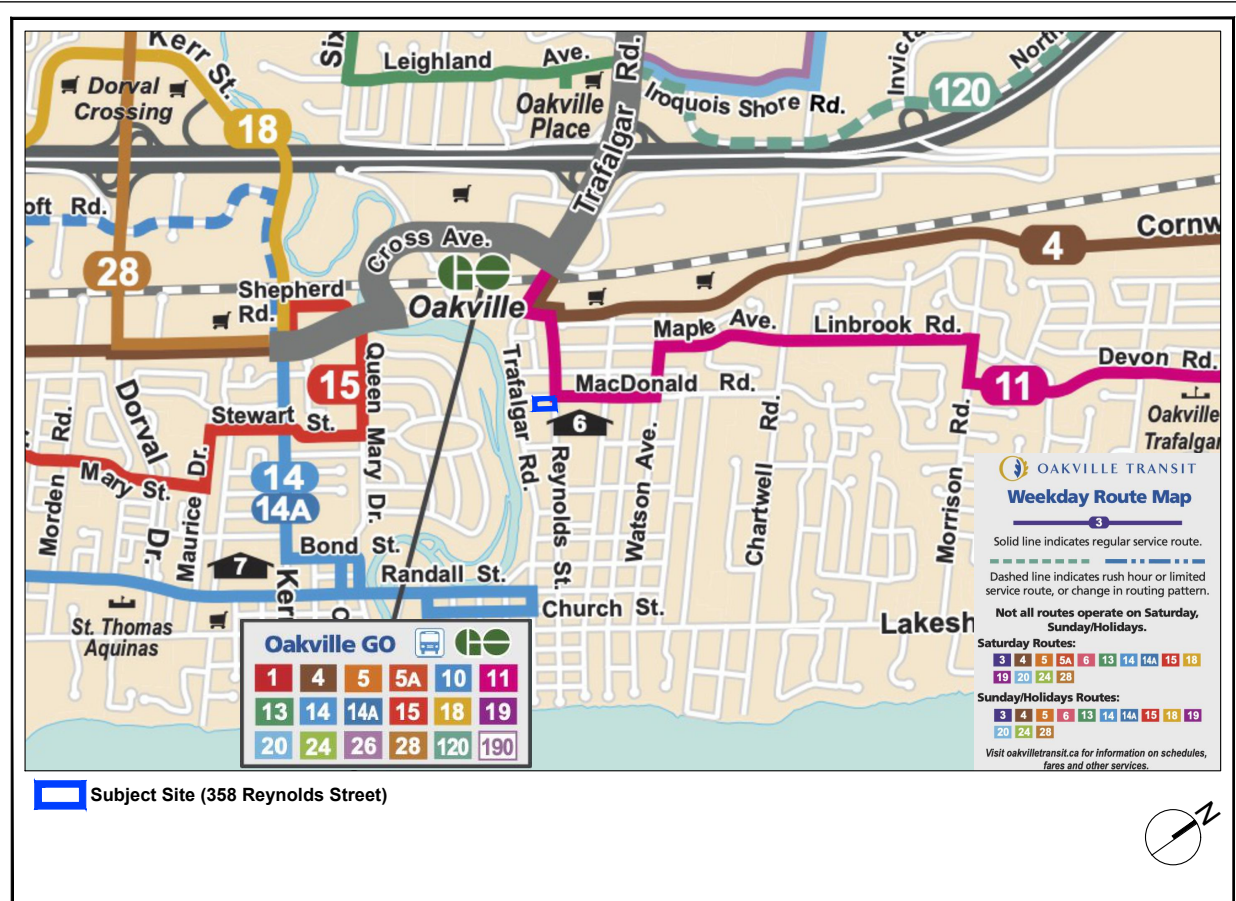 Kerr St.
Six
Leighland Ave.
Trafalgar Rd.
Invicta
North
Dorval
Crossing
18
Oakville
Place
Iroquois Shore Rd.
120
oft Rd.
28
Cross Ave.
GO
Oakville
4
Cornw
Shepherd
Rd.
Maple Ave.
Linbrook Rd.
Devon Rd.
11
15
Queen Mary Dr.
Trafalgar Rd.
MacDonald Rd.
6
Oakville
Trafalgar
Dorval Dr.
Stewart St.
Morden Rd.
Mary St.
Maurice Dr.
14
14A
Reynolds St.
Watson Ave.
Chartwell Rd.
Morrison Rd.
7
Bond St.
Randall St.
Kerr
Church St.
Lakesh
St. Thomas
Aquinas
Oakville GO GO
1 4 5 5A 10 11
13 14 14A 15 18 19
20 24 26 28 120 190
OAKVILLE TRANSIT
Weekday Route Map
3
Solid line indicates regular service route.
Dashed line indicates rush hour or limited
service route, or change in routing pattern.
Not all routes operate on Saturday,
Sunday/Holidays.
Saturday Routes:
3 4 5 5A 6 13 14 14A 15 18
19 20 24 28
Sunday/Holidays Routes:
3 4 5 6 13 14 14A 15 18 19
20 24 28
Visit oakvilletransit.ca for information on schedules,
fares and other services.
Subject Site (358 Reynolds Street)
N